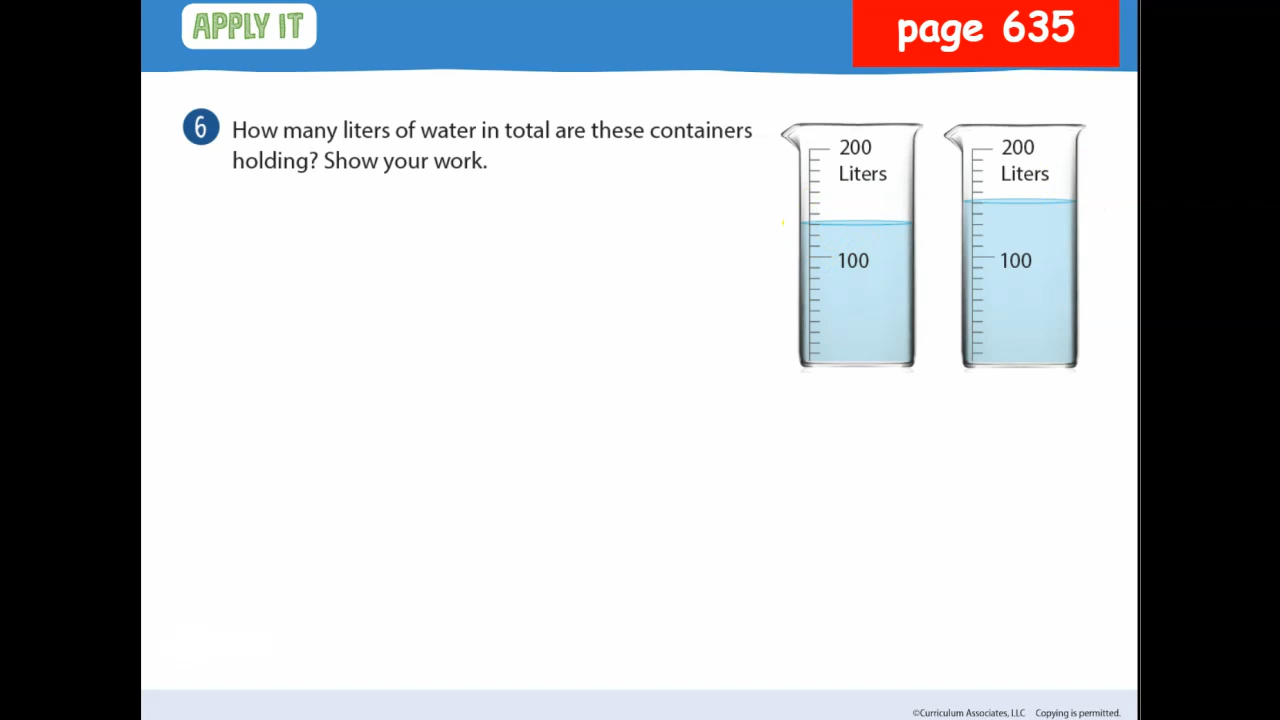 APPLY IT
page 635
6 How many liters of water in total are these containers
holding? Show your work.
200
Liters
100
200
Liters
100
©Curriculum Associates, LLC Copying is permitted.